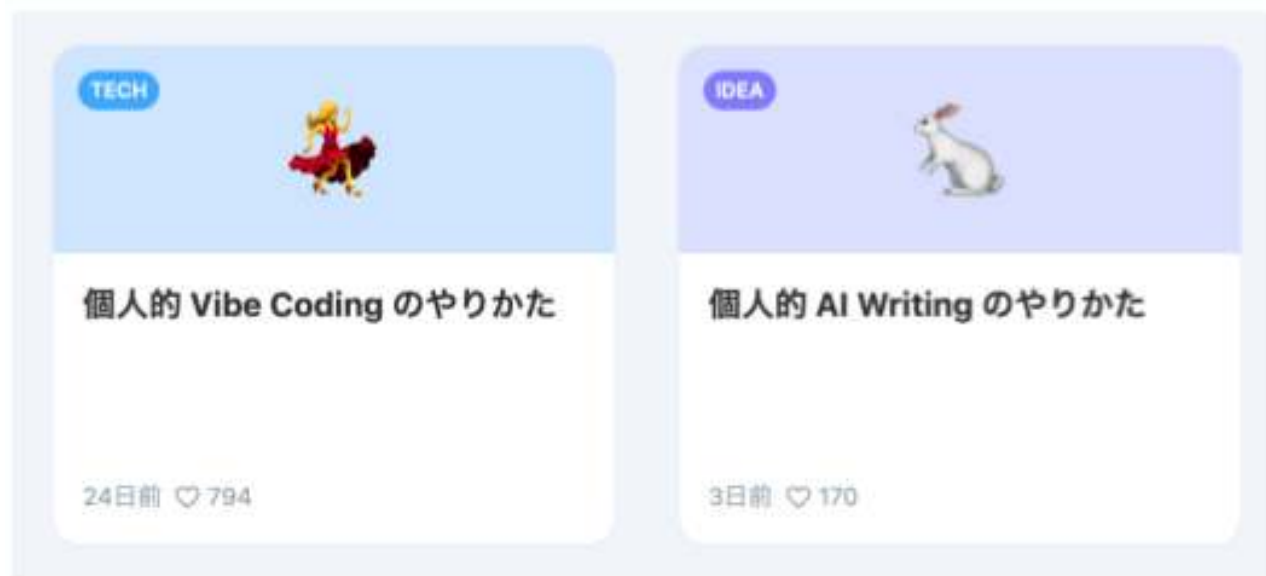 TECH
個人的 Vibe Coding のやりかた
24日前 ♡ 794
IDEA
個人的 AI Writing のやりかた
3日前 ♡ 170